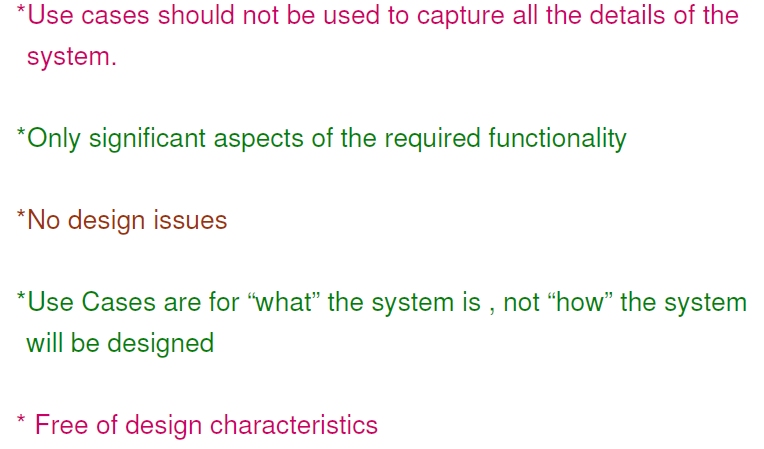 *Use cases should not be used to capture all the details of the
system.
*Only significant aspects of the required functionality
*No design issues
*Use Cases are for “what” the system is , not “how” the system
will be designed
* Free of design characteristics